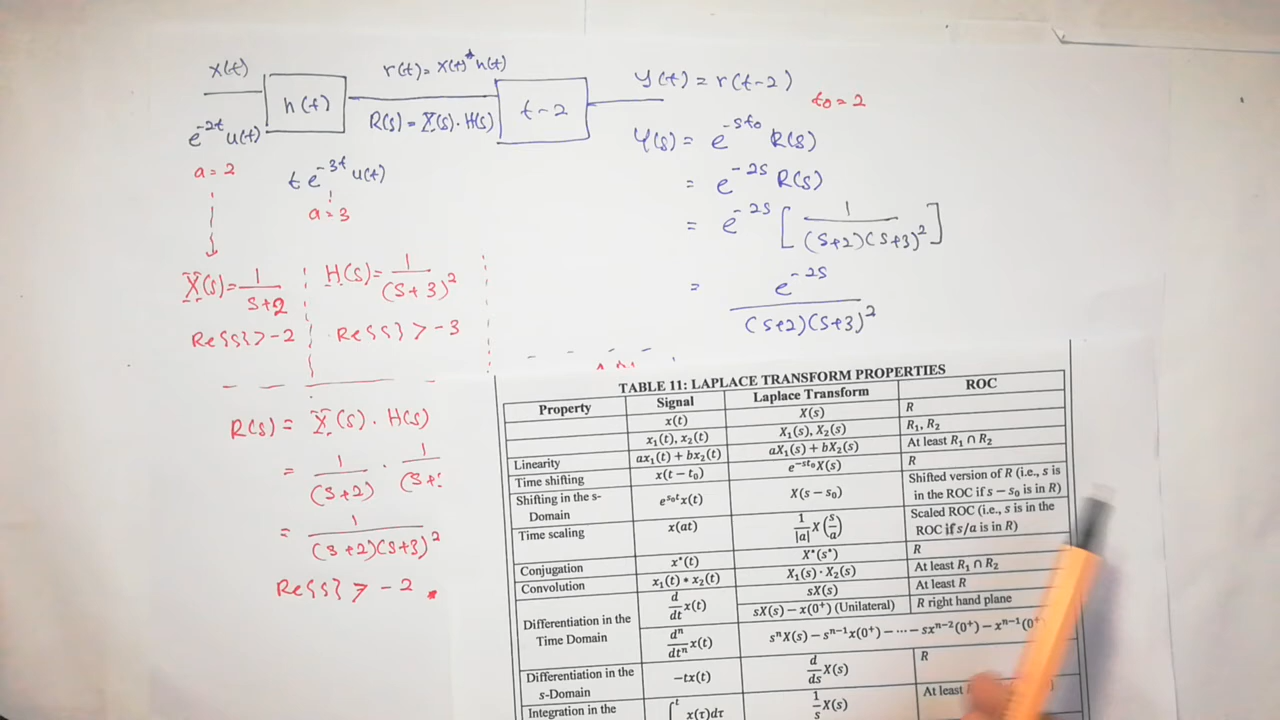 x(t)
h(t)
r(t) = x(t) * h(t)
R(s) = X(s) · H(s)
t-2
y(t) = r(t-2)
t₀ = 2
e^-2t u(t)
a = 2
t e^-3t u(t)
a = 3
Y(s) = e^-st₀ R(s)
= e^-2s R(s)
= e^-2s [ 1 / (s+2)(s+3)² ]
= e^-2s / (s+2)(s+3)²
X(s) = 1 / s+2
Re{s} > -2
H(s) = 1 / (s+3)²
Re{s} > -3
R(s) = X(s) · H(s)
= 1 / (s+2) · 1 / (s+
= 1 / (s+2)(s+3)²
Re{s} > -2
TABLE 11: LAPLACE TRANSFORM PROPERTIES
Property Signal Laplace Transform ROC
x(t) X(s) R
x₁(t), x₂(t) X₁(s), X₂(s) R₁, R₂
Linearity ax₁(t) + bx₂(t) aX₁(s) + bX₂(s) At least R₁ ∩ R₂
Time shifting x(t − t₀) e^−st₀ X(s) R
Shifting in the s-
Domain e^s₀t x(t) X(s − s₀) Shifted version of R (i.e., s is
in the ROC if s − s₀ is in R)
Time scaling x(at) 1/|a| X(s/a) Scaled ROC (i.e., s is in the
ROC if s/a is in R)
Conjugation x*(t) X*(s*) R
Convolution x₁(t) * x₂(t) X₁(s) · X₂(s) At least R₁ ∩ R₂
Differentiation in the
Time Domain d/dt x(t) sX(s) At least R
sX(s) − x(0⁺) (Unilateral) R right hand plane
dⁿ/dtⁿ x(t) sⁿX(s) − sⁿ⁻¹x(0⁺) − ⋯ − sxⁿ⁻²(0⁺) − xⁿ⁻¹(0⁺
Differentiation in the
s-Domain −tx(t) d/ds X(s) R
Integration in the ∫ᵗ x(τ)dτ 1/s X(s) At least